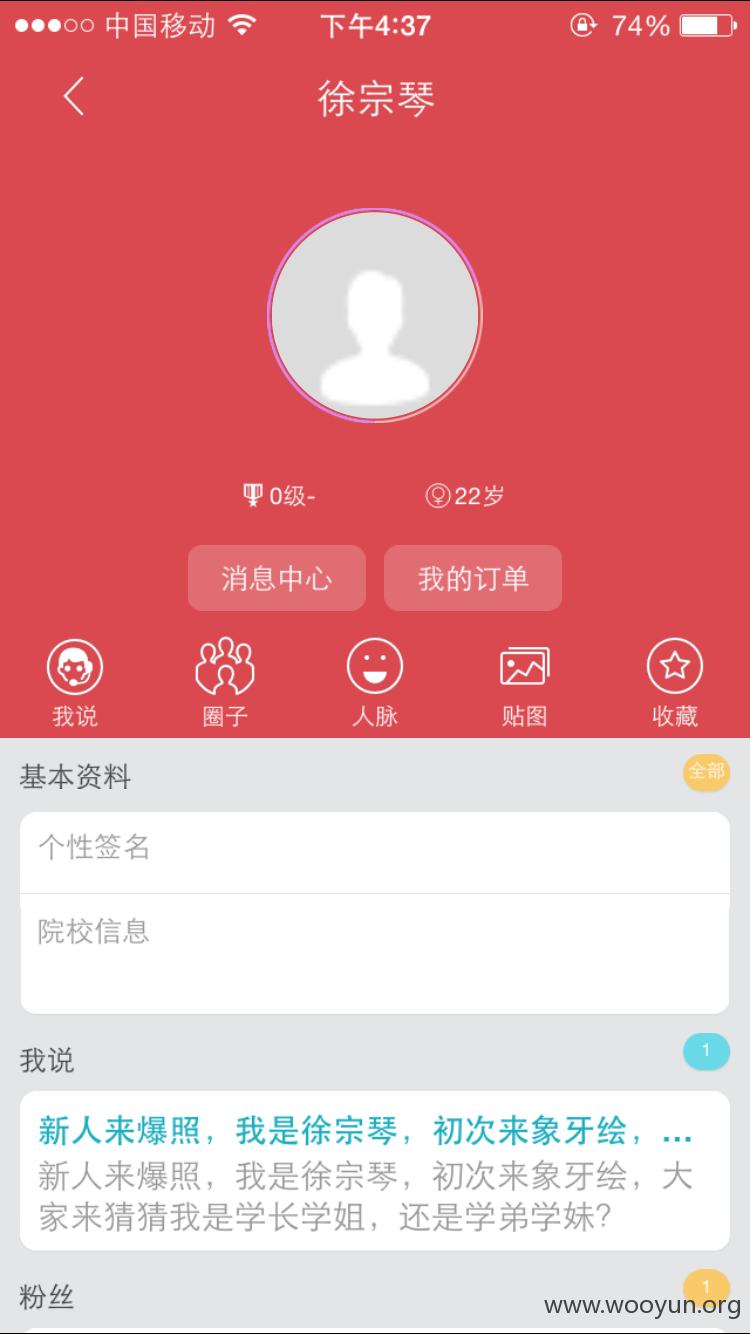 中国移动 下午4:37 74%
徐宗琴
0级- 22岁
消息中心 我的订单
我说 圈子 人脉 贴图 收藏
基本资料 全部
个性签名
院校信息
我说 1
新人来爆照，我是徐宗琴，初次来象牙绘，...
新人来爆照，我是徐宗琴，初次来象牙绘，大
家来猜猜我是学长学姐，还是学弟学妹？
粉丝 1
www.wooyun.org